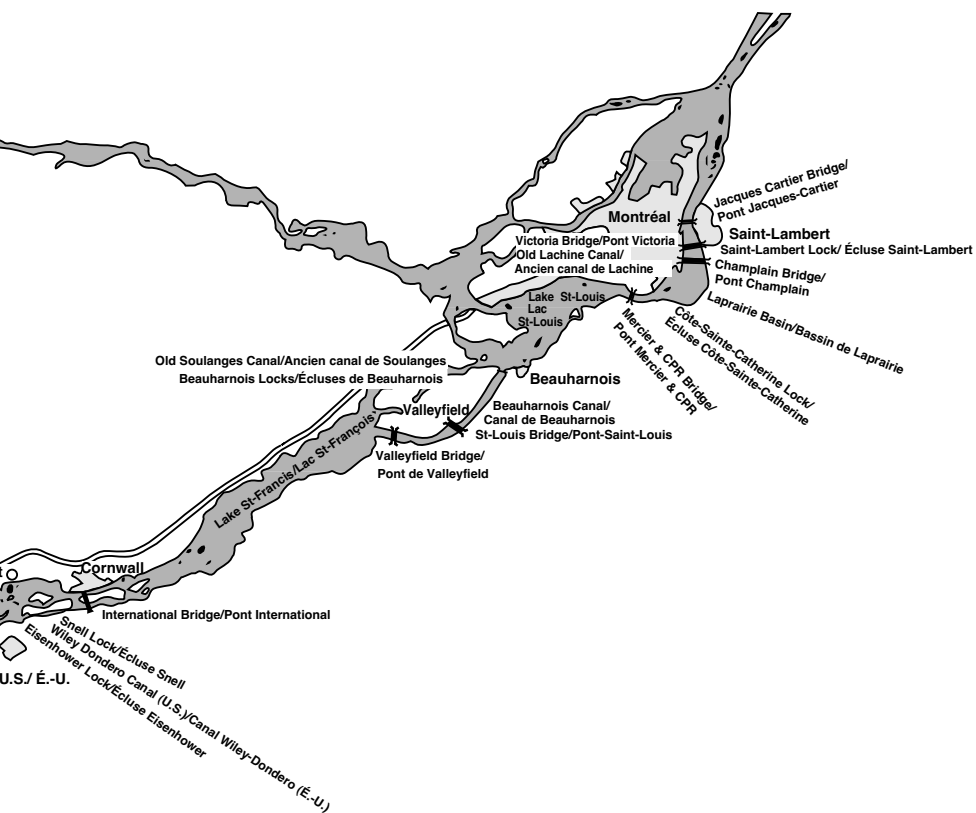 Jacques Cartier Bridge/
Pont Jacques-Cartier
Montréal
Saint-Lambert
Victoria Bridge/Pont Victoria
Saint-Lambert Lock/ Écluse Saint-Lambert
Old Lachine Canal/
Ancien canal de Lachine
Champlain Bridge/
Pont Champlain
Lake St-Louis
Lac
St-Louis
Laprairie Basin/Bassin de Laprairie
Côte-Sainte-Catherine Lock/
Écluse Côte-Sainte-Catherine
Mercier & CPR Bridge/
Pont Mercier & CPR
Old Soulanges Canal/Ancien canal de Soulanges
Beauharnois Locks/Écluses de Beauharnois
Beauharnois
Valleyfield
Beauharnois Canal/
Canal de Beauharnois
St-Louis Bridge/Pont-Saint-Louis
Valleyfield Bridge/
Pont de Valleyfield
Lake St-Francis/Lac St-François
Cornwall
t
International Bridge/Pont International
Snell Lock/Écluse Snell
Wiley Dondero Canal (U.S.)/Canal Wiley-Dondero (É.-U.)
Eisenhower Lock/Écluse Eisenhower
U.S./ É.-U.